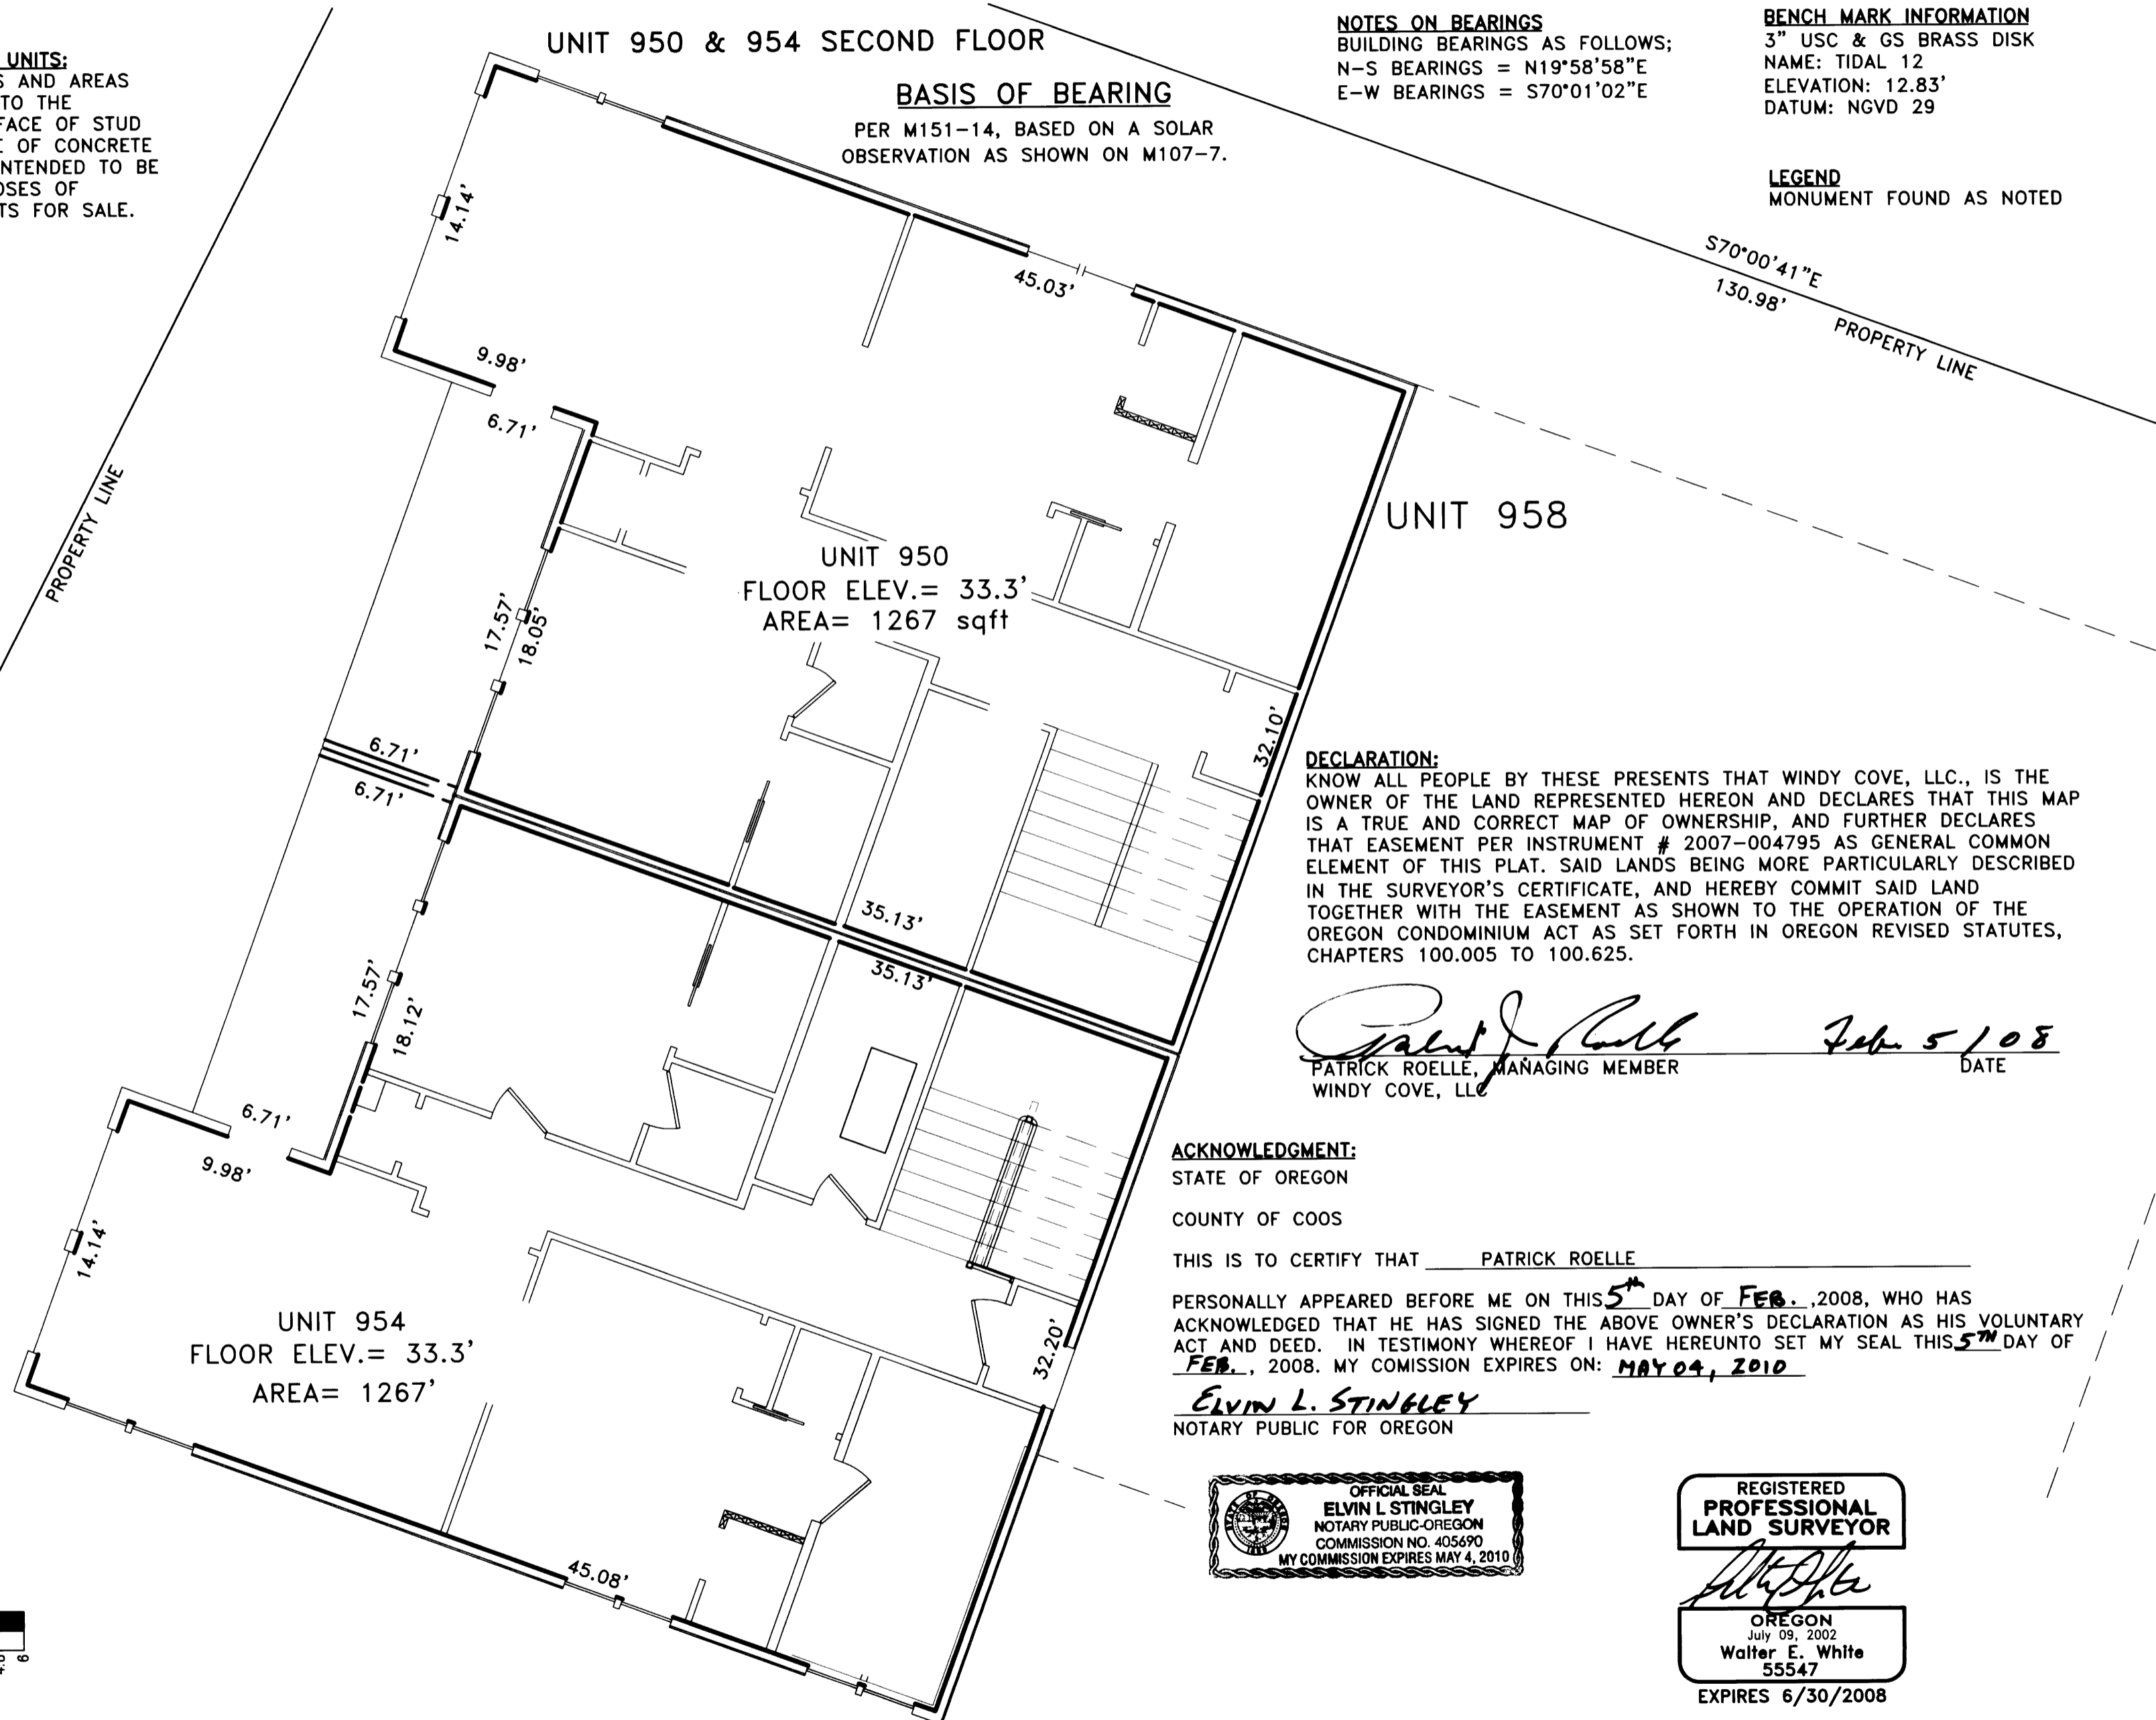 UNITS:
S AND AREAS
TO THE
FACE OF STUD
E OF CONCRETE
INTENDED TO BE
OSES OF
TS FOR SALE.
UNIT 950 & 954 SECOND FLOOR
BASIS OF BEARING
PER M151-14, BASED ON A SOLAR
OBSERVATION AS SHOWN ON M107-7.
NOTES ON BEARINGS
BUILDING BEARINGS AS FOLLOWS;
N-S BEARINGS = N19°58'58"E
E-W BEARINGS = S70°01'02"E
BENCH MARK INFORMATION
3" USC & GS BRASS DISK
NAME: TIDAL 12
ELEVATION: 12.83'
DATUM: NGVD 29
LEGEND
MONUMENT FOUND AS NOTED
S70°00'41"E
130.98'
PROPERTY LINE
14.14'
45.03'
9.98'
6.71'
PROPERTY LINE
UNIT 958
UNIT 950
FLOOR ELEV.= 33.3'
AREA= 1267 sqft
17.57'
18.05'
32.10'
6.71'
6.71'
35.13'
35.13'
17.57'
18.12'
6.71'
9.98'
14.14'
UNIT 954
FLOOR ELEV.= 33.3'
AREA= 1267'
32.20'
45.08'
6
DECLARATION:
KNOW ALL PEOPLE BY THESE PRESENTS THAT WINDY COVE, LLC., IS THE
OWNER OF THE LAND REPRESENTED HEREON AND DECLARES THAT THIS MAP
IS A TRUE AND CORRECT MAP OF OWNERSHIP, AND FURTHER DECLARES
THAT EASEMENT PER INSTRUMENT # 2007-004795 AS GENERAL COMMON
ELEMENT OF THIS PLAT. SAID LANDS BEING MORE PARTICULARLY DESCRIBED
IN THE SURVEYOR'S CERTIFICATE, AND HEREBY COMMIT SAID LAND
TOGETHER WITH THE EASEMENT AS SHOWN TO THE OPERATION OF THE
OREGON CONDOMINIUM ACT AS SET FORTH IN OREGON REVISED STATUTES,
CHAPTERS 100.005 TO 100.625.
Feb. 5 / 08
PATRICK ROELLE, MANAGING MEMBER DATE
WINDY COVE, LLC
ACKNOWLEDGMENT:
STATE OF OREGON
COUNTY OF COOS
THIS IS TO CERTIFY THAT PATRICK ROELLE
PERSONALLY APPEARED BEFORE ME ON THIS 5th DAY OF FEB. ,2008, WHO HAS
ACKNOWLEDGED THAT HE HAS SIGNED THE ABOVE OWNER'S DECLARATION AS HIS VOLUNTARY
ACT AND DEED. IN TESTIMONY WHEREOF I HAVE HEREUNTO SET MY SEAL THIS 5TH DAY OF
FEB. , 2008. MY COMISSION EXPIRES ON: MAY 04, 2010
ELVIN L. STINGLEY
NOTARY PUBLIC FOR OREGON
OFFICIAL SEAL
ELVIN L STINGLEY
NOTARY PUBLIC-OREGON
COMMISSION NO. 405690
MY COMMISSION EXPIRES MAY 4, 2010
REGISTERED
PROFESSIONAL
LAND SURVEYOR
OREGON
July 09, 2002
Walter E. White
55547
EXPIRES 6/30/2008